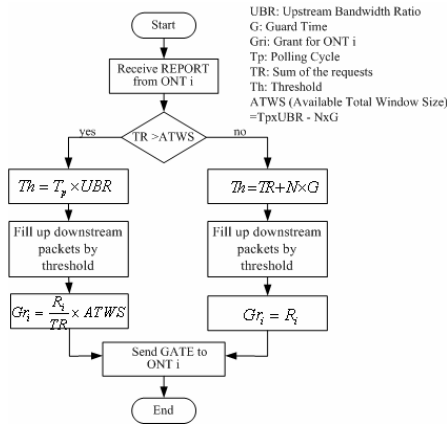 Start
Receive REPORT
from ONT i
UBR: Upstream Bandwidth Ratio
G: Guard Time
Gri: Grant for ONT i
Tp: Polling Cycle
TR: Sum of the requests
Th: Threshold
ATWS (Available Total Window Size)
=TpxUBR - NxG
yes
TR >ATWS
no
Th = Tp × UBR
Th=TR+N×G
Fill up downstream
packets by
threshold
Fill up downstream
packets by
threshold
Gri = Ri/TR × ATWS
Gri = Ri
Send GATE to
ONT i
End